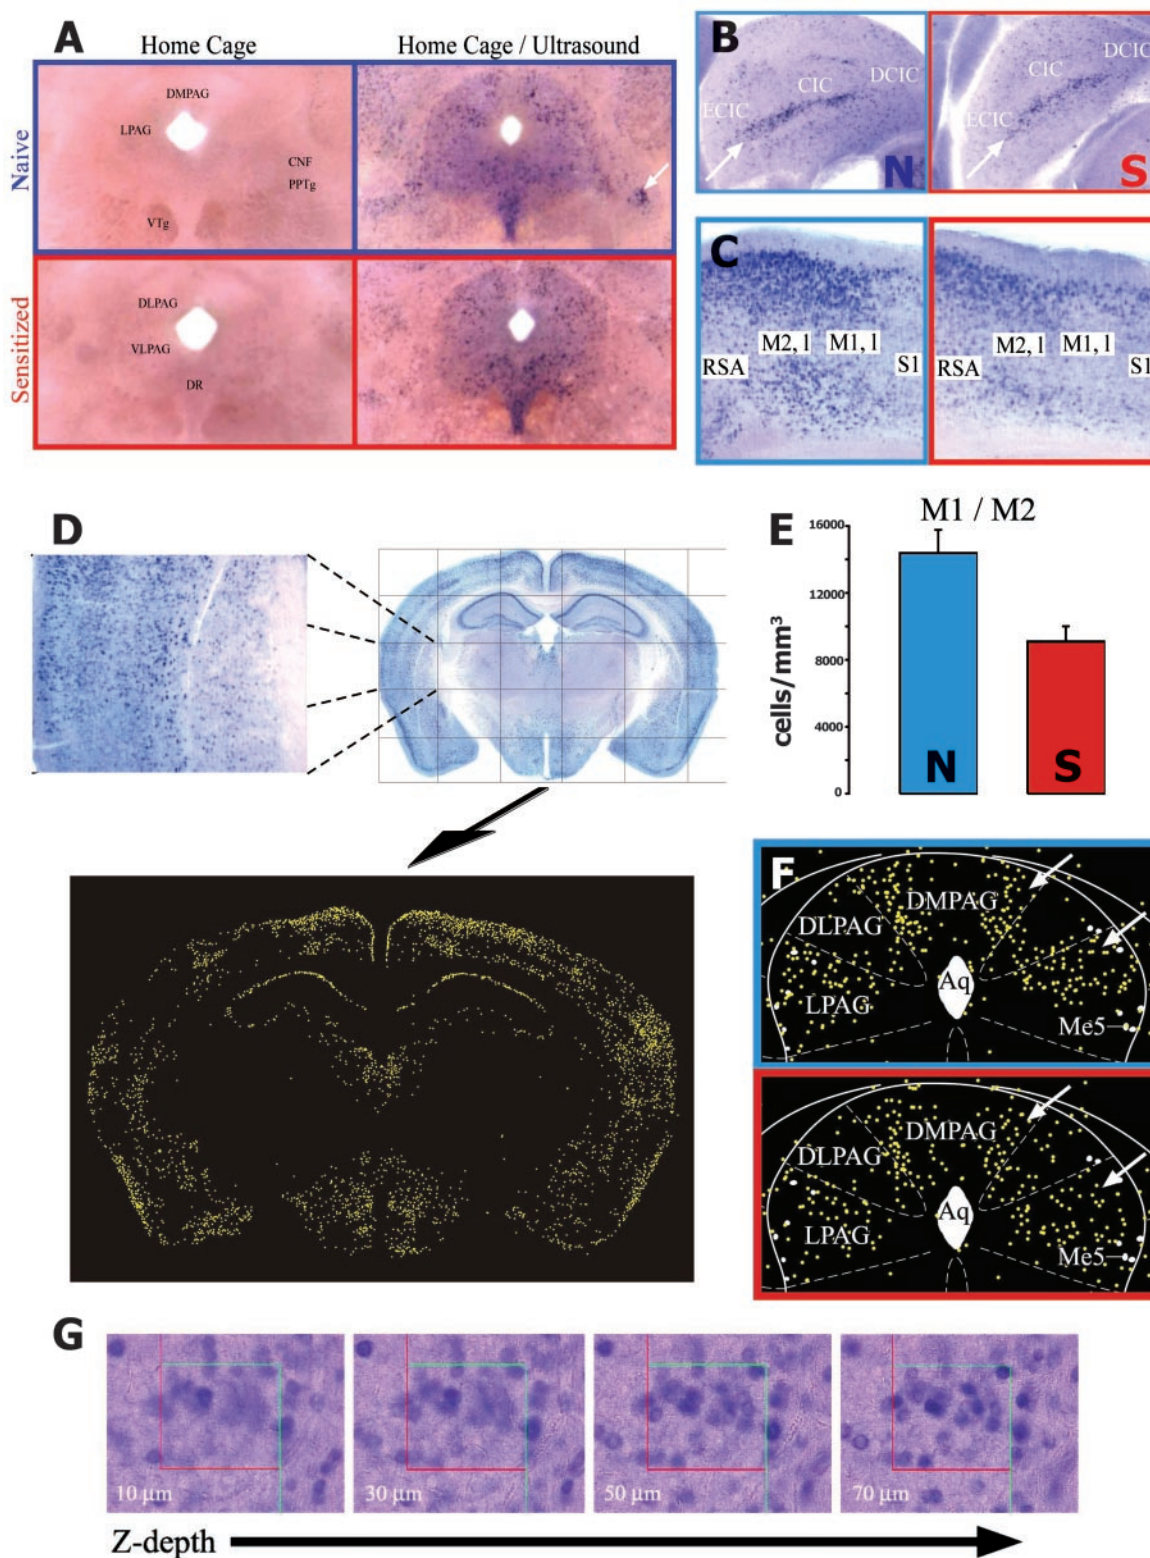 A
Home Cage
Home Cage / Ultrasound
Naive
DMPAG
LPAG
CNF
PPTg
VTg
Sensitized
DLPAG
VLPAG
DR
B
ECIC
CIC
DCIC
N
ECIC
CIC
DCIC
S
C
RSA
M2, 1
M1, 1
S1
RSA
M2, 1
M1, 1
S1
D
E
M1 / M2
cells/mm³
16000
12000
8000
4000
0
N
S
F
DMPAG
DLPAG
LPAG
Aq
Me5
DMPAG
DLPAG
LPAG
Aq
Me5
G
10 μm
30 μm
50 μm
70 μm
Z-depth